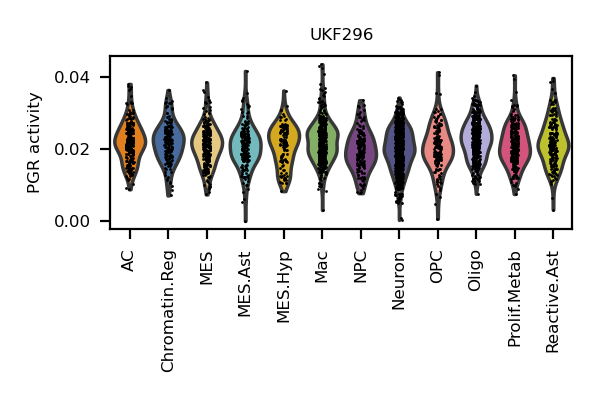 UKF296
PGR activity
0.04
0.02
0.00
AC
Chromatin.Reg
MES
MES.Ast
MES.Hyp
Mac
NPC
Neuron
OPC
Oligo
Prolif.Metab
Reactive.Ast